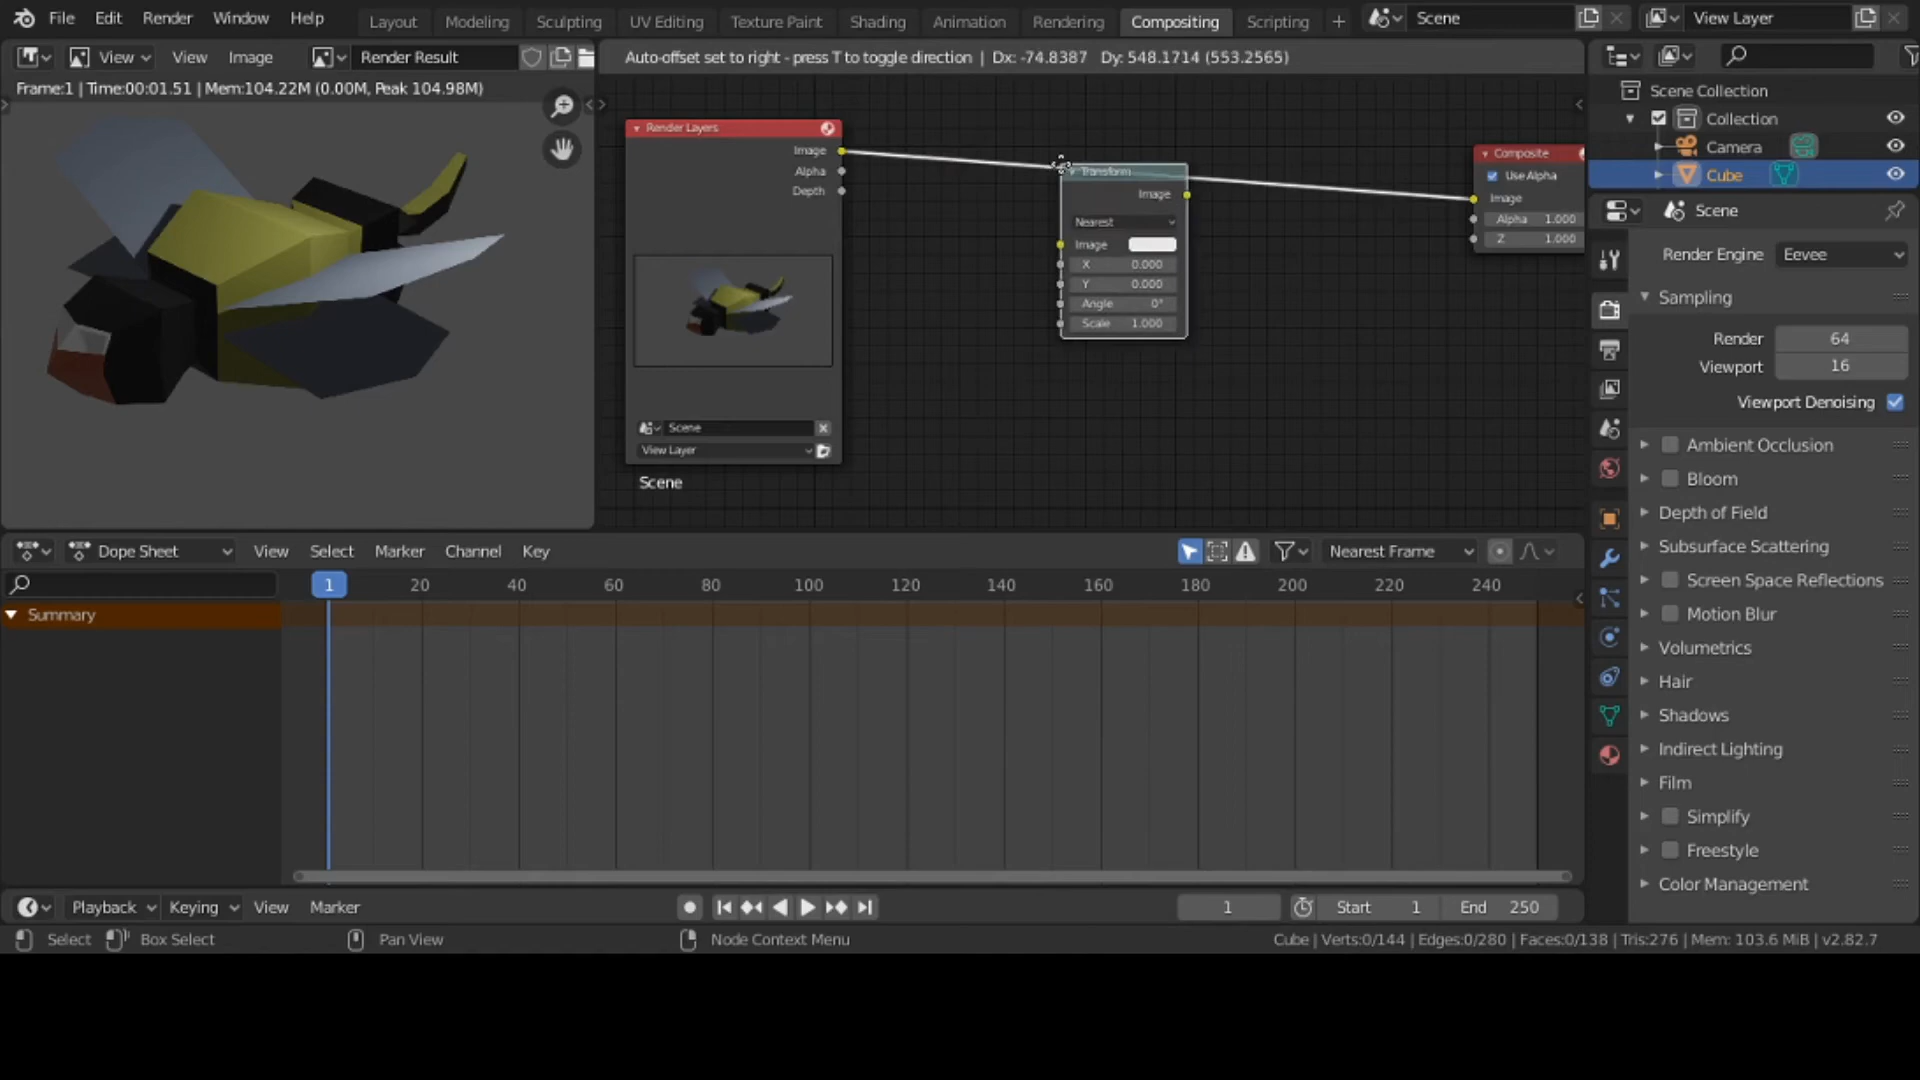 File Edit Render Window Help Layout Modeling Sculpting UV Editing Texture Paint Shading Animation Rendering Compositing Scripting + Scene View Layer
View View Image Render Result Auto-offset set to right - press T to toggle direction | Dx: -74.8387 Dy: 548.1714 (553.2565)
Frame:1 | Time:00:01.51 | Mem:104.22M (0.00M, Peak 104.98M)
Render Layers
Image
Alpha
Depth
Scene
View Layer
Scene
Transform
Image
Nearest
Image
X 0.000
Y 0.000
Angle 0°
Scale 1.000
Composite
Use Alpha
Image
Alpha 1.000
Z 1.000
Scene Collection
Collection
Camera
Cube
Scene
Render Engine Eevee
Sampling
Render 64
Viewport 16
Viewport Denoising
Ambient Occlusion
Bloom
Depth of Field
Subsurface Scattering
Screen Space Reflections
Motion Blur
Volumetrics
Hair
Shadows
Indirect Lighting
Film
Simplify
Freestyle
Color Management
Dope Sheet View Select Marker Channel Key Nearest Frame
1 20 40 60 80 100 120 140 160 180 200 220 240
Summary
Playback Keying View Marker 1 Start 1 End 250
Select Box Select Pan View Node Context Menu Cube | Verts:0/144 | Edges:0/280 | Faces:0/138 | Tris:276 | Mem: 103.6 MiB | v2.82.7